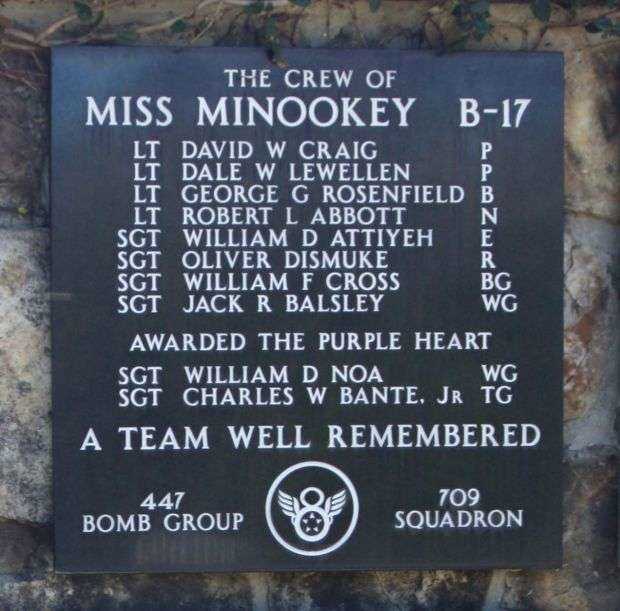 THE CREW OF
MISS MINOOKEY B-17
LT DAVID W CRAIG P
LT DALE W LEWELLEN P
LT GEORGE G ROSENFIELD B
LT ROBERT L ABBOTT N
SGT WILLIAM D ATTIYEH E
SGT OLIVER DISMUKE R
SGT WILLIAM F CROSS BG
SGT JACK R BALSLEY WG
AWARDED THE PURPLE HEART
SGT WILLIAM D NOA WG
SGT CHARLES W BANTE, JR TG
A TEAM WELL REMEMBERED
447 709
BOMB GROUP 8 SQUADRON